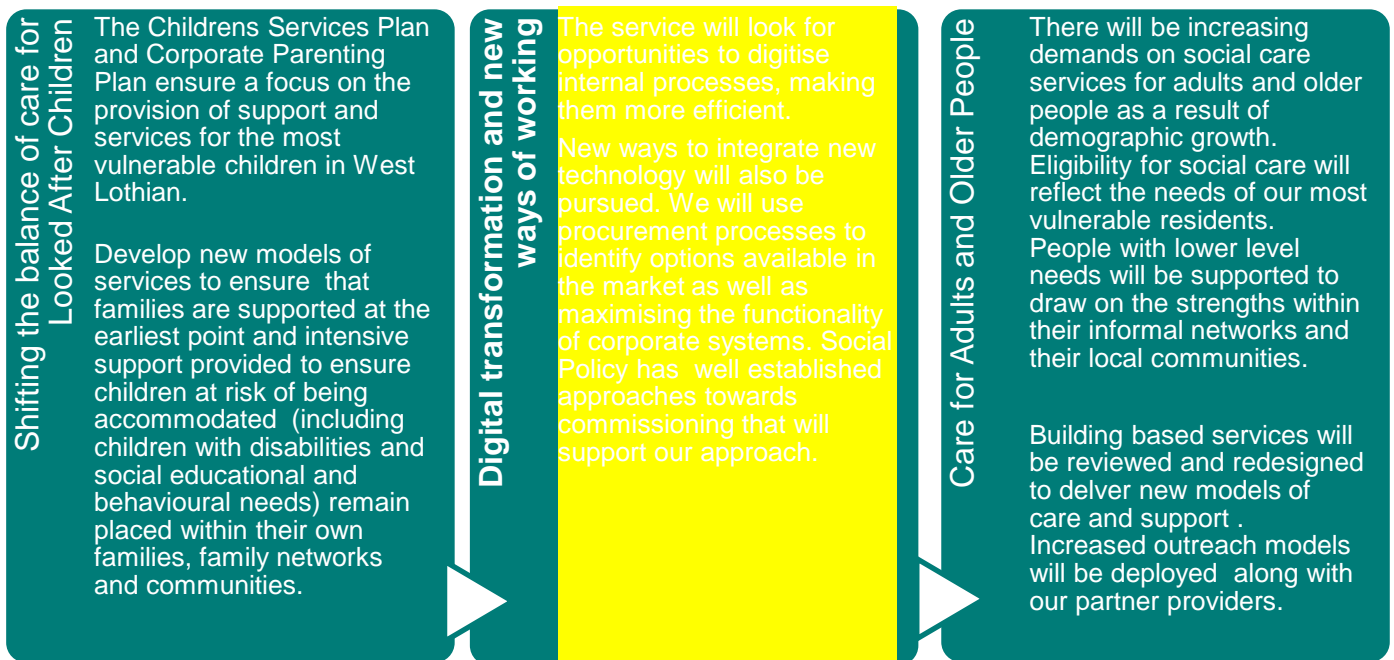 Shifting the balance of care for
Looked After Children
The Childrens Services Plan
and Corporate Parenting
Plan ensure a focus on the
provision of support and
services for the most
vulnerable children in West
Lothian.
Develop new models of
services to ensure  that
families are supported at the
earliest point and intensive
support provided to ensure
children at risk of being
accommodated  (including
children with disabilities and
social educational and
behavioural needs) remain
placed within their own
families, family networks
and communities.
Digital transformation and new
ways of working
The service will look for
opportunities to digitise
internal processes, making
them more efficient.
New ways to integrate new
technology will also be
pursued. We will use
procurement processes to
identify options available in
the market as well as
maximising the functionality
of corporate systems. Social
Policy has  well established
approaches towards
commissioning that will
support our approach.
Care for Adults and Older People
There will be increasing
demands on social care
services for adults and older
people as a result of
demographic growth.
Eligibility for social care will
reflect the needs of our most
vulnerable residents.
People with lower level
needs will be supported to
draw on the strengths within
their informal networks and
their local communities.
Building based services will
be reviewed and redesigned
to delver new models of
care and support .
Increased outreach models
will be deployed  along with
our partner providers.